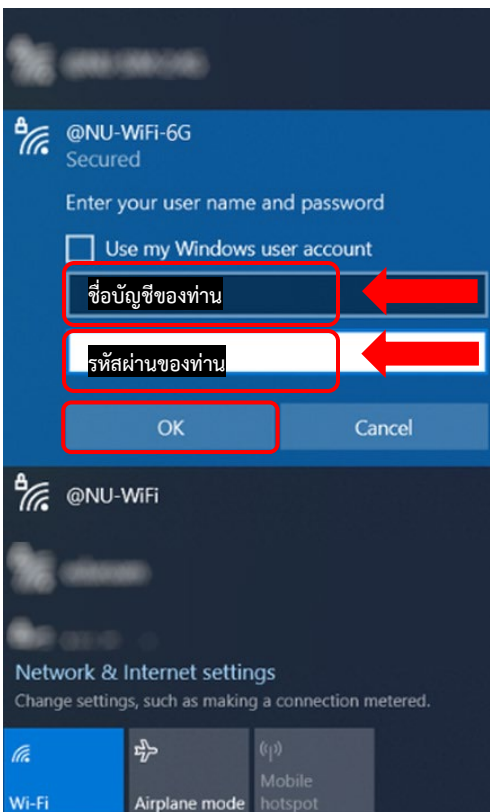 @NU-WiFi-6G
Secured
Enter your user name and password
Use my Windows user account
ชื่อบัญชีของท่าน
รหัสผ่านของท่าน
OK Cancel
@NU-WiFi
Network & Internet settings
Change settings, such as making a connection metered.
Wi-Fi
Airplane mode
Mobile
hotspot